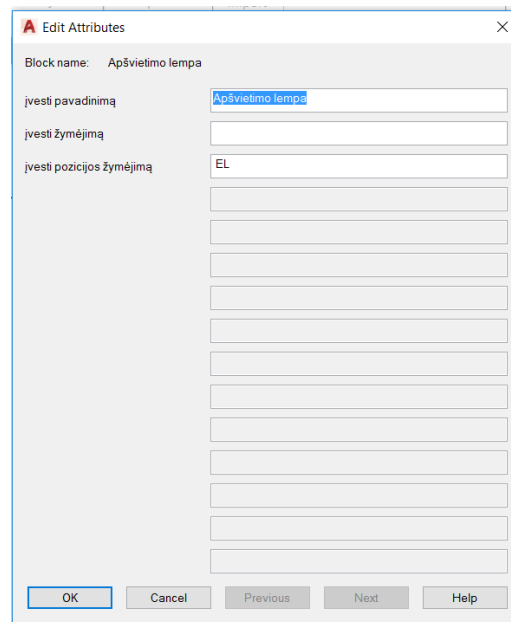 Edit Attributes
Block name: Apšvietimo lempa
įvesti pavadinimą Apšvietimo lempa
įvesti žymėjimą
įvesti pozicijos žymėjimą EL
OK Cancel Previous Next Help